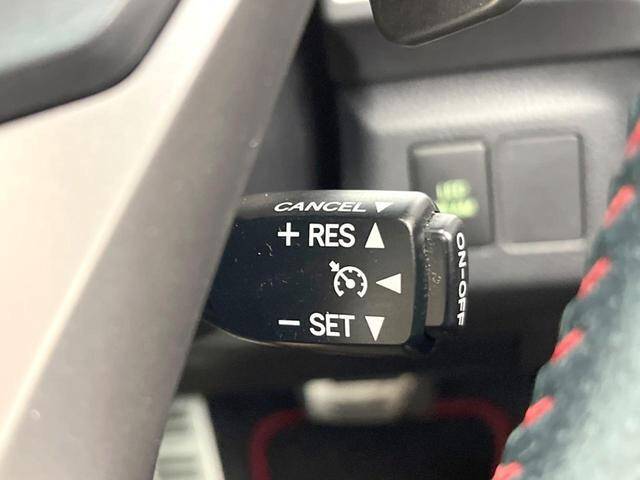 CANCEL ▼
+ RES ▲
◀
- SET ▼
ON-OFF